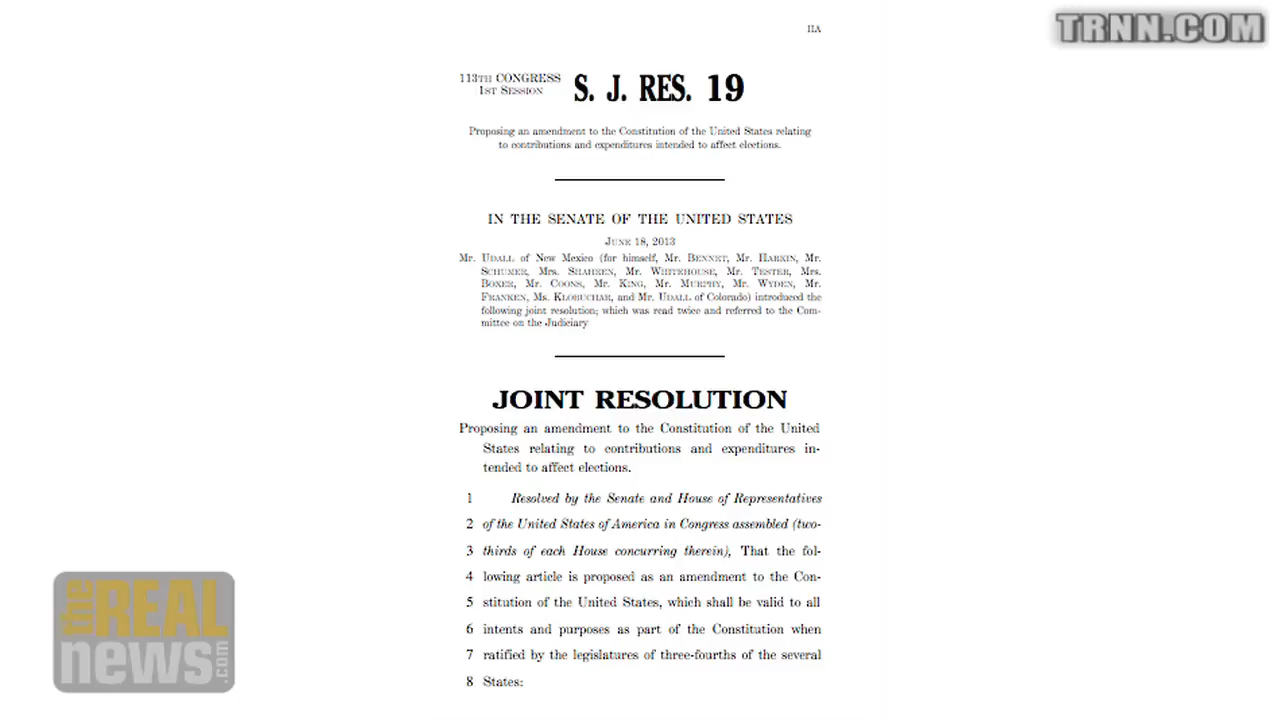 TRNN.COM
IIA
113TH CONGRESS
1ST SESSION
S. J. RES. 19
Proposing an amendment to the Constitution of the United States relating
to contributions and expenditures intended to affect elections.
IN THE SENATE OF THE UNITED STATES
JUNE 18, 2013
Mr. UDALL of New Mexico (for himself, Mr. BENNET, Mr. HARKIN, Mr.
SCHUMER, Mrs. SHAHEEN, Mr. WHITEHOUSE, Mr. TESTER, Mrs.
BOXER, Mr. COONS, Mr. KING, Mr. MURPHY, Mr. WYDEN, Mr.
FRANKEN, Ms. KLOBUCHAR, and Mr. UDALL of Colorado) introduced the
following joint resolution; which was read twice and referred to the Com-
mittee on the Judiciary
JOINT RESOLUTION
Proposing an amendment to the Constitution of the United
States relating to contributions and expenditures in-
tended to affect elections.
1 Resolved by the Senate and House of Representatives
2 of the United States of America in Congress assembled (two-
3 thirds of each House concurring therein), That the fol-
4 lowing article is proposed as an amendment to the Con-
5 stitution of the United States, which shall be valid to all
6 intents and purposes as part of the Constitution when
7 ratified by the legislatures of three-fourths of the several
8 States:
the REAL
news.com